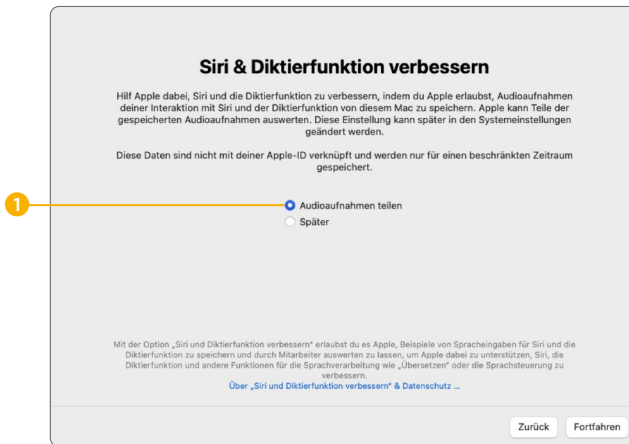 Siri & Diktierfunktion verbessern
Hilf Apple dabei, Siri und die Diktierfunktion zu verbessern, indem du Apple erlaubst, Audioaufnahmen
deiner Interaktion mit Siri und der Diktierfunktion von diesem Mac zu speichern. Apple kann Teile der
gespeicherten Audioaufnahmen auswerten. Diese Einstellung kann später in den Systemeinstellungen
geändert werden.
Diese Daten sind nicht mit deiner Apple-ID verknüpft und werden nur für einen beschränkten Zeitraum
gespeichert.
1
Audioaufnahmen teilen
Später
Mit der Option „Siri und Diktierfunktion verbessern“ erlaubst du es Apple, Beispiele von Spracheingaben für Siri und die
Diktierfunktion zu speichern und durch Mitarbeiter auswerten zu lassen, um Apple dabei zu unterstützen, Siri, die
Diktierfunktion und andere Funktionen für die Sprachverarbeitung wie „Übersetzen“ oder die Sprachsteuerung zu
verbessern.
Über „Siri und Diktierfunktion verbessern“ & Datenschutz ...
Zurück
Fortfahren